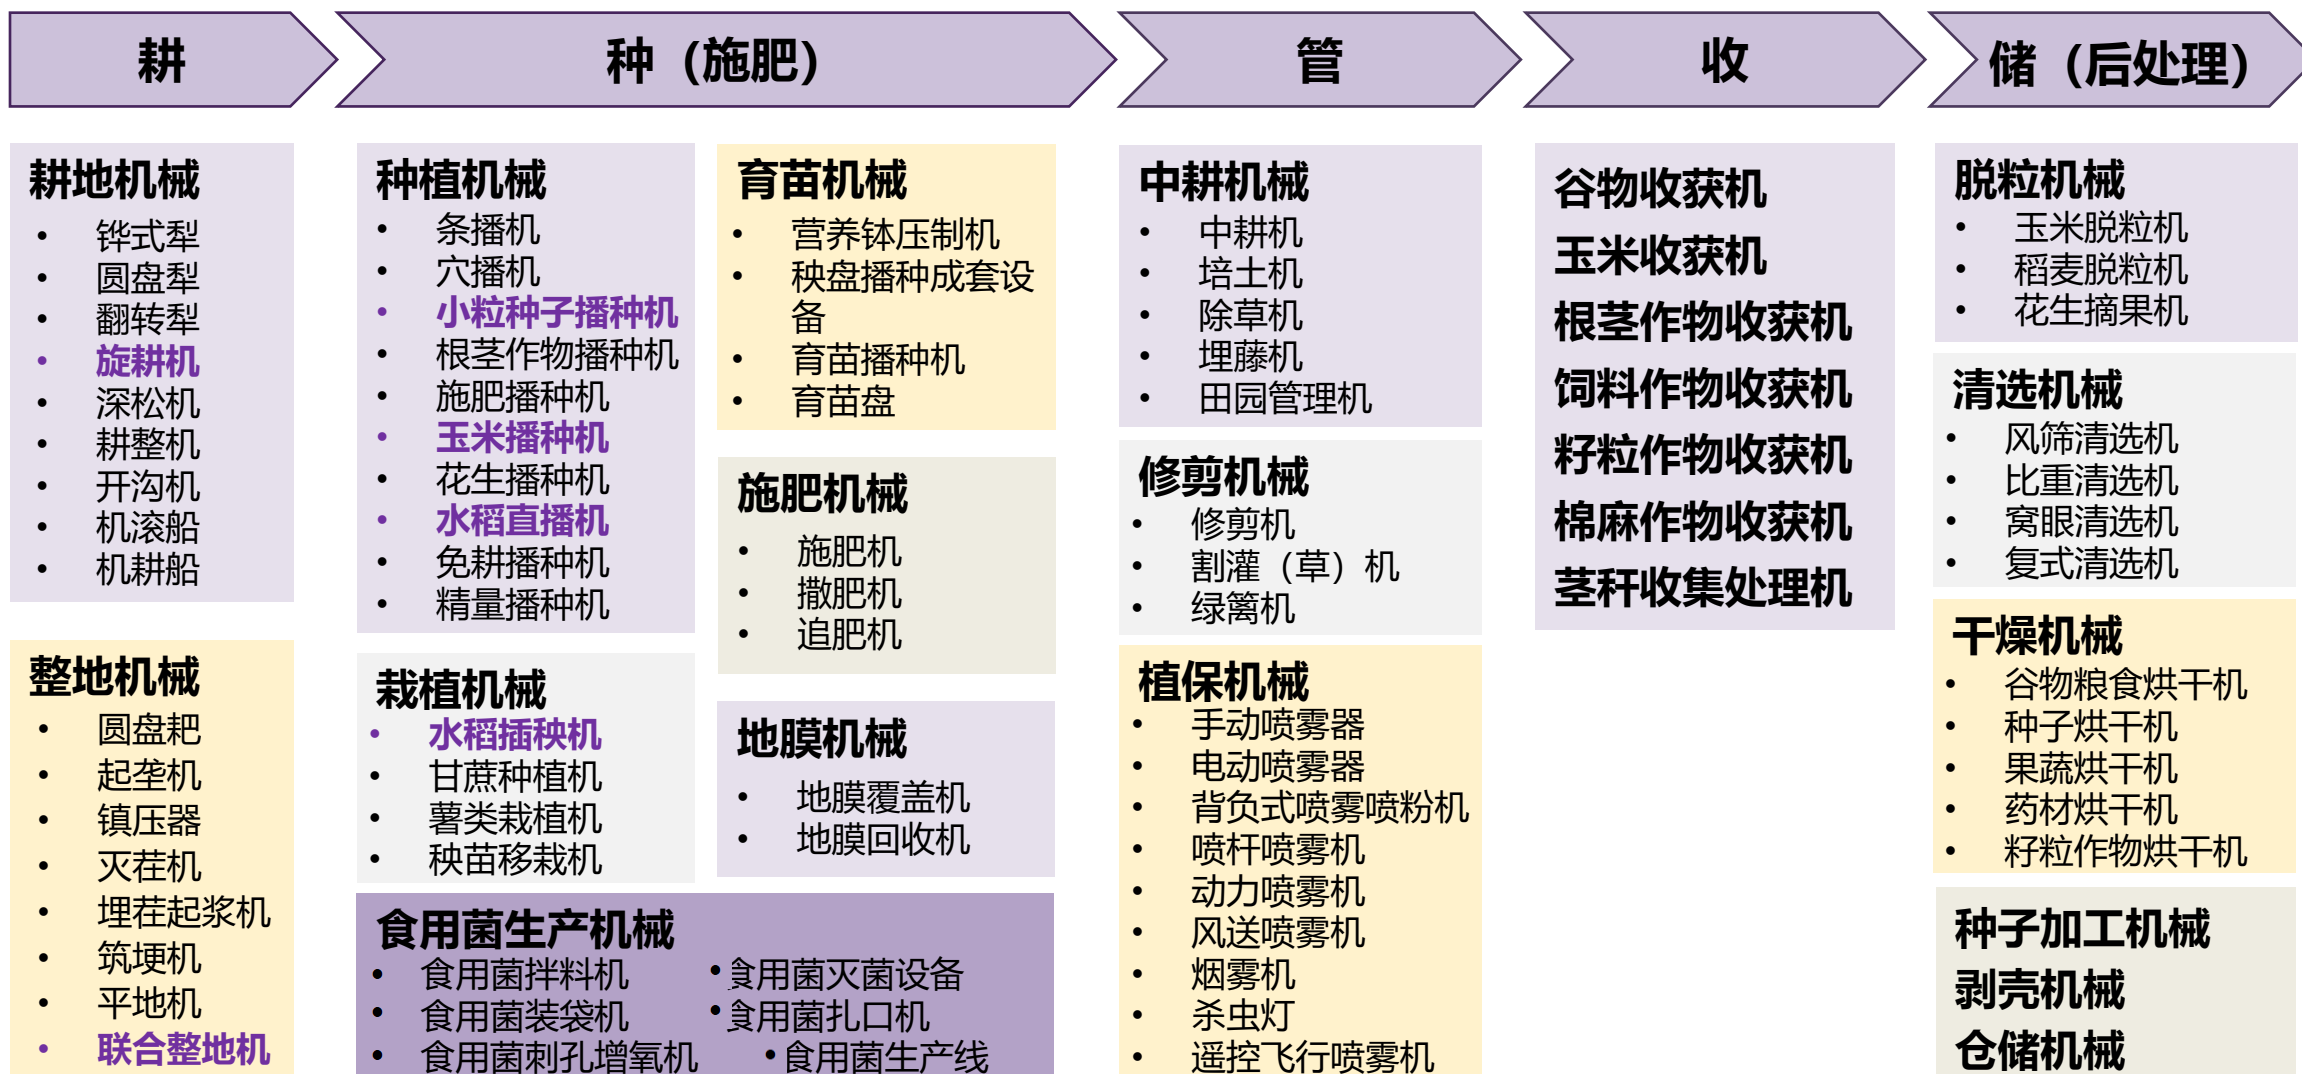 耕
种（施肥）
管
收
储（后处理）
耕地机械
• 铧式犁
• 圆盘犁
• 翻转犁
• 旋耕机
• 深松机
• 耕整机
• 开沟机
• 机滚船
• 机耕船
整地机械
• 圆盘耙
• 起垄机
• 镇压器
• 灭茬机
• 埋茬起浆机
• 筑埂机
• 平地机
• 联合整地机
种植机械
• 条播机
• 穴播机
• 小粒种子播种机
• 根茎作物播种机
• 施肥播种机
• 玉米播种机
• 花生播种机
• 水稻直播机
• 免耕播种机
• 精量播种机
栽植机械
• 水稻插秧机
• 甘蔗种植机
• 薯类栽植机
• 秧苗移栽机
育苗机械
• 营养钵压制机
• 秧盘播种成套设
备
• 育苗播种机
• 育苗盘
施肥机械
• 施肥机
• 撒肥机
• 追肥机
地膜机械
• 地膜覆盖机
• 地膜回收机
食用菌生产机械
• 食用菌拌料机 • 食用菌灭菌设备
• 食用菌装袋机 • 食用菌扎口机
• 食用菌刺孔增氧机 • 食用菌生产线
中耕机械
• 中耕机
• 培土机
• 除草机
• 埋藤机
• 田园管理机
修剪机械
• 修剪机
• 割灌（草）机
• 绿篱机
植保机械
• 手动喷雾器
• 电动喷雾器
• 背负式喷雾喷粉机
• 喷杆喷雾机
• 动力喷雾机
• 风送喷雾机
• 烟雾机
• 杀虫灯
• 遥控飞行喷雾机
谷物收获机
玉米收获机
根茎作物收获机
饲料作物收获机
籽粒作物收获机
棉麻作物收获机
茎秆收集处理机
脱粒机械
• 玉米脱粒机
• 稻麦脱粒机
• 花生摘果机
清选机械
• 风筛清选机
• 比重清选机
• 窝眼清选机
• 复式清选机
干燥机械
• 谷物粮食烘干机
• 种子烘干机
• 果蔬烘干机
• 药材烘干机
• 籽粒作物烘干机
种子加工机械
剥壳机械
仓储机械